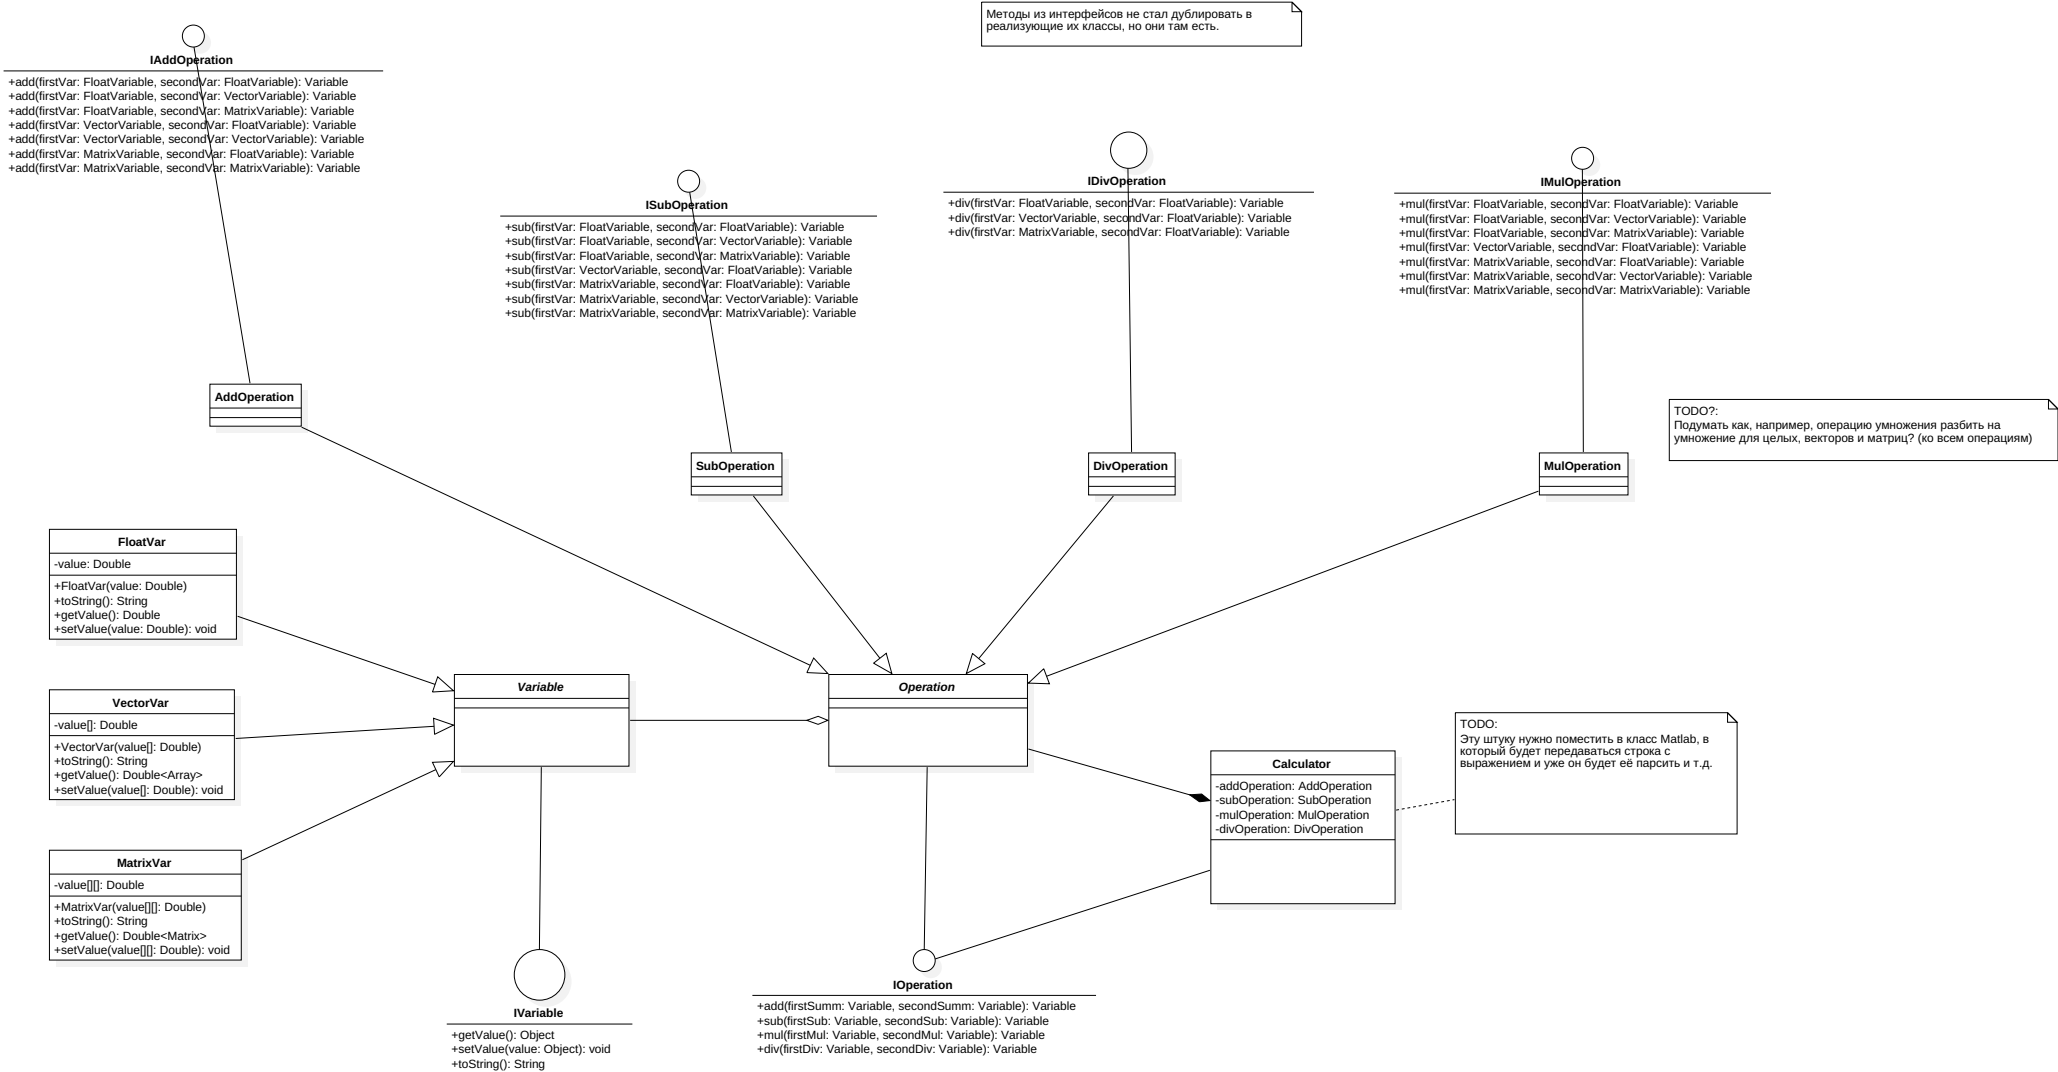 Методы из интерфейсов не стал дублировать в
реализующие их классы, но они там есть.
IAddOperation
+add(firstVar: FloatVariable, secondVar: FloatVariable): Variable
+add(firstVar: FloatVariable, secondVar: VectorVariable): Variable
+add(firstVar: FloatVariable, secondVar: MatrixVariable): Variable
+add(firstVar: VectorVariable, secondVar: FloatVariable): Variable
+add(firstVar: VectorVariable, secondVar: VectorVariable): Variable
+add(firstVar: MatrixVariable, secondVar: FloatVariable): Variable
+add(firstVar: MatrixVariable, secondVar: MatrixVariable): Variable
ISubOperation
+sub(firstVar: FloatVariable, secondVar: FloatVariable): Variable
+sub(firstVar: FloatVariable, secondVar: VectorVariable): Variable
+sub(firstVar: FloatVariable, secondVar: MatrixVariable): Variable
+sub(firstVar: VectorVariable, secondVar: FloatVariable): Variable
+sub(firstVar: MatrixVariable, secondVar: FloatVariable): Variable
+sub(firstVar: MatrixVariable, secondVar: VectorVariable): Variable
+sub(firstVar: MatrixVariable, secondVar: MatrixVariable): Variable
IDivOperation
+div(firstVar: FloatVariable, secondVar: FloatVariable): Variable
+div(firstVar: VectorVariable, secondVar: FloatVariable): Variable
+div(firstVar: MatrixVariable, secondVar: FloatVariable): Variable
IMulOperation
+mul(firstVar: FloatVariable, secondVar: FloatVariable): Variable
+mul(firstVar: FloatVariable, secondVar: VectorVariable): Variable
+mul(firstVar: FloatVariable, secondVar: MatrixVariable): Variable
+mul(firstVar: VectorVariable, secondVar: FloatVariable): Variable
+mul(firstVar: MatrixVariable, secondVar: FloatVariable): Variable
+mul(firstVar: MatrixVariable, secondVar: VectorVariable): Variable
+mul(firstVar: MatrixVariable, secondVar: MatrixVariable): Variable
AddOperation
SubOperation
DivOperation
MulOperation
TODO?:
Подумать как, например, операцию умножения разбить на
умножение для целых, векторов и матриц? (ко всем операциям)
FloatVar
-value: Double
+FloatVar(value: Double)
+toString(): String
+getValue(): Double
+setValue(value: Double): void
VectorVar
-value[]: Double
+VectorVar(value[]: Double)
+toString(): String
+getValue(): Double<Array>
+setValue(value[]: Double): void
MatrixVar
-value[][]: Double
+MatrixVar(value[][]: Double)
+toString(): String
+getValue(): Double<Matrix>
+setValue(value[][]: Double): void
Variable
Operation
Calculator
-addOperation: AddOperation
-subOperation: SubOperation
-mulOperation: MulOperation
-divOperation: DivOperation
TODO:
Эту штуку нужно поместить в класс Matlab, в
который будет передаваться строка с
выражением и уже он будет её парсить и т.д.
IVariable
+getValue(): Object
+setValue(value: Object): void
+toString(): String
IOperation
+add(firstSumm: Variable, secondSumm: Variable): Variable
+sub(firstSub: Variable, secondSub: Variable): Variable
+mul(firstMul: Variable, secondMul: Variable): Variable
+div(firstDiv: Variable, secondDiv: Variable): Variable